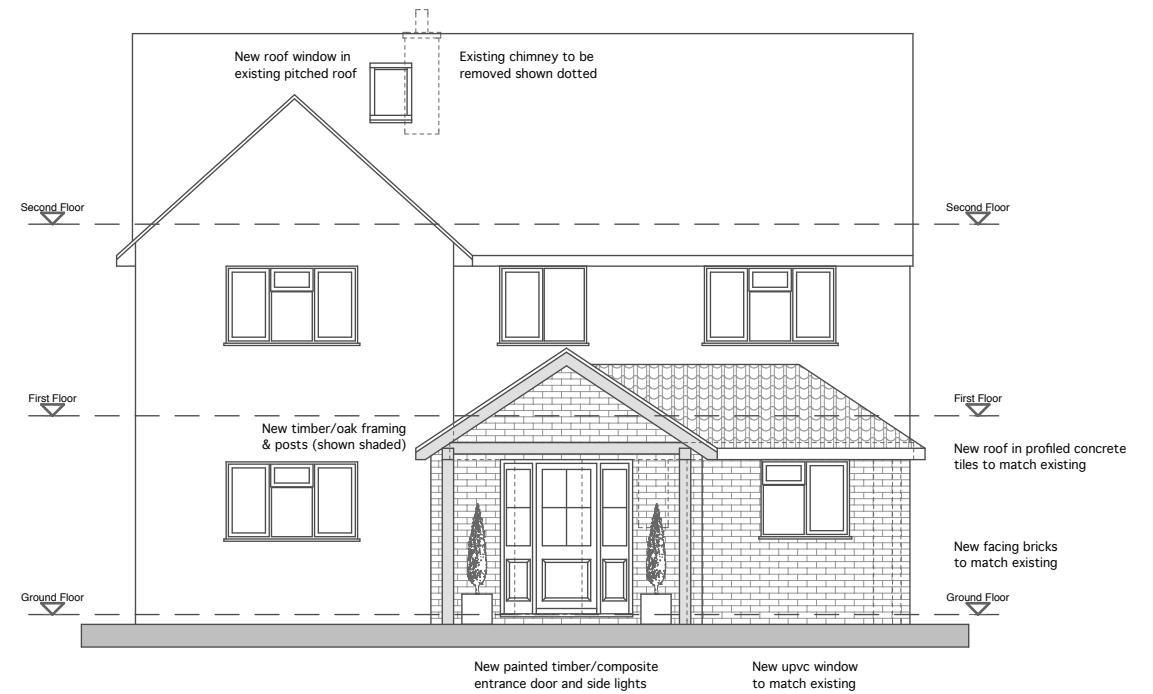 New roof window in
existing pitched roof
Existing chimney to be
removed shown dotted
Second Floor
Second Floor
First Floor
First Floor
New timber/oak framing
& posts (shown shaded)
New roof in profiled concrete
tiles to match existing
New facing bricks
to match existing
Ground Floor
Ground Floor
New painted timber/composite
entrance door and side lights
New upvc window
to match existing